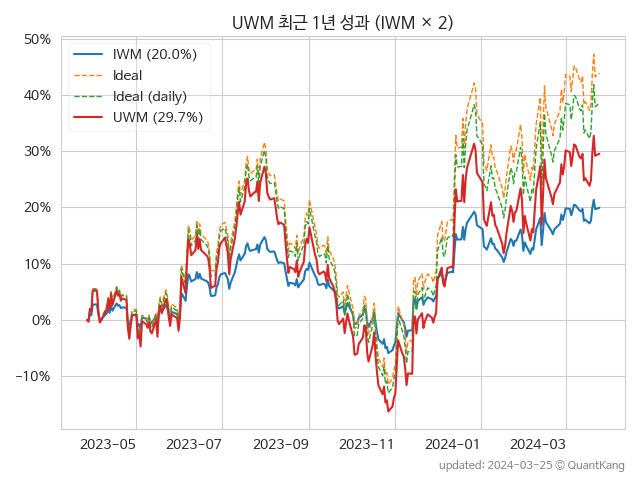 UWM 최근 1년 성과 (IWM × 2)
50%
40%
30%
20%
10%
0%
−10%
IWM (20.0%)
Ideal
Ideal (daily)
UWM (29.7%)
2023-05
2023-07
2023-09
2023-11
2024-01
2024-03
updated: 2024-03-25 © QuantKang